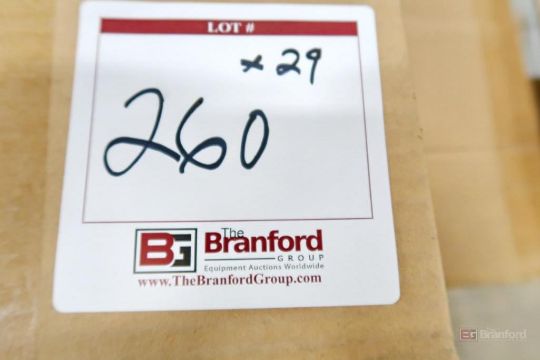 LOT #
x 29
260
BG The Branford
GROUP
Equipment Auctions Worldwide
www.TheBranfordGroup.com
BG Branford